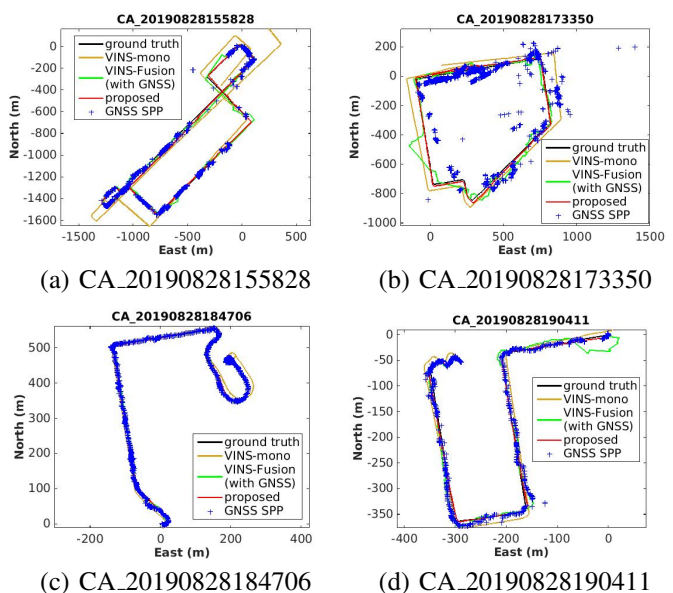 CA_20190828155828
North (m)
0
-200
-400
-600
-800
-1000
-1200
-1400
-1600
ground truth
VINS-mono
VINS-Fusion
(with GNSS)
proposed
GNSS SPP
-1500
-1000
-500
0
500
East (m)
(a) CA_20190828155828
CA_20190828173350
North (m)
200
0
-200
-400
-600
-800
-1000
ground truth
VINS-mono
VINS-Fusion
(with GNSS)
proposed
GNSS SPP
0
500
1000
1500
East (m)
(b) CA_20190828173350
CA_20190828184706
North (m)
500
400
300
200
100
0
ground truth
VINS-mono
VINS-Fusion
(with GNSS)
proposed
GNSS SPP
-200
0
200
400
East (m)
(c) CA_20190828184706
CA_20190828190411
North (m)
0
-50
-100
-150
-200
-250
-300
-350
ground truth
VINS-mono
VINS-Fusion
(with GNSS)
proposed
GNSS SPP
-400
-300
-200
-100
0
East (m)
(d) CA_20190828190411